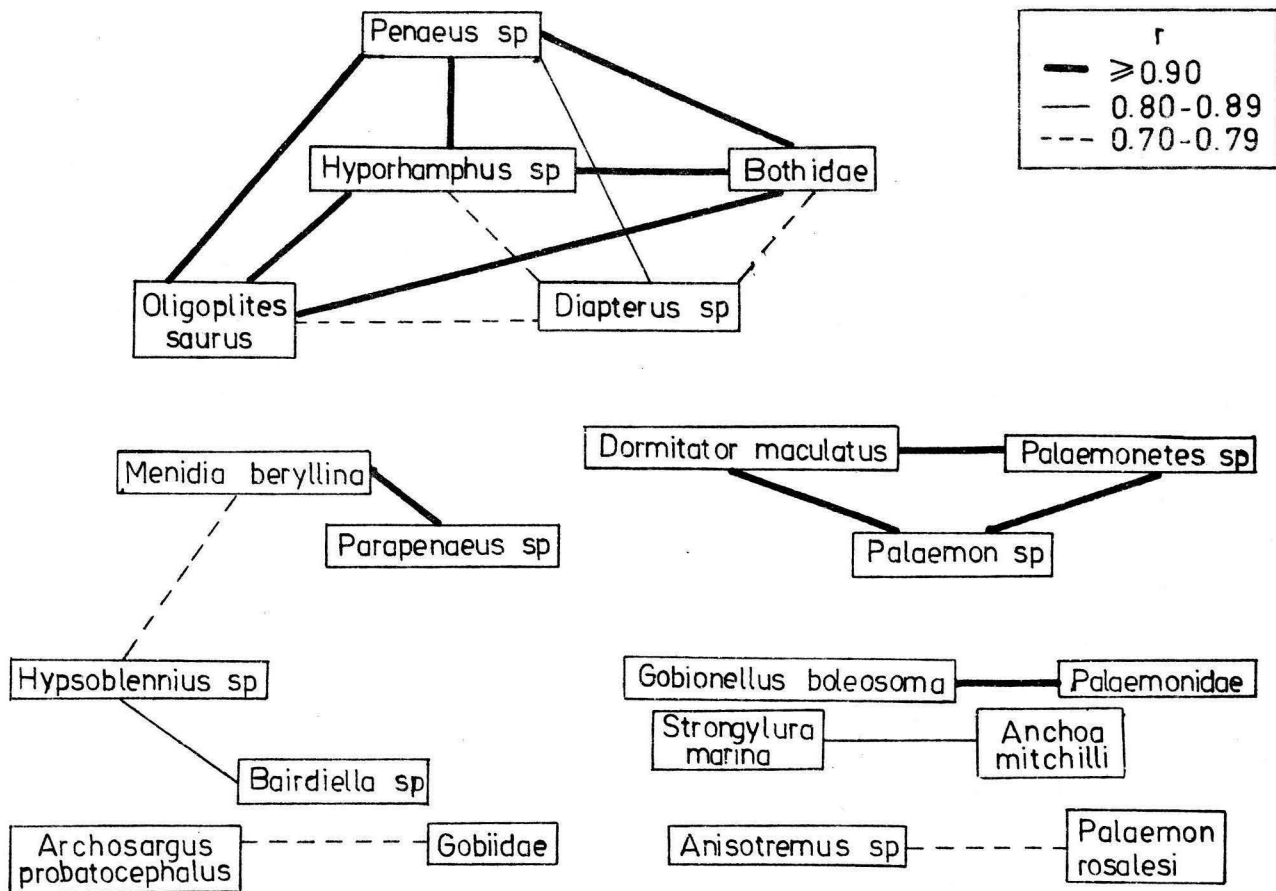 Penaeus sp
r
≥0.90
0.80-0.89
0.70-0.79
Hyporhamphus sp
Bothidae
Oligoplites
saurus
Diapterus sp
Dormitator maculatus
Palaemonetes sp
Menidia beryllina
Parapenaeus sp
Palaemon sp
Hypsoblennius sp
Gobionellus boleosoma
Palaemonidae
Strongylura
marina
Anchoa
mitchilli
Bairdiella sp
Archosargus
probatocephalus
Gobiidae
Anisotremus sp
Palaemon
rosalesi